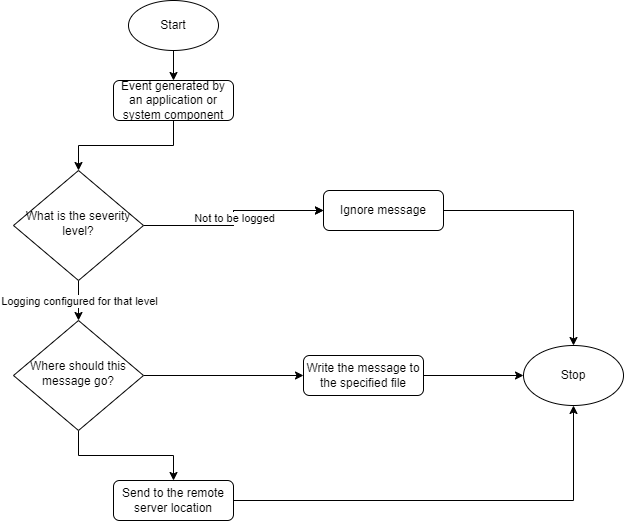 Start
Event generated by
an application or
system component
What is the severity
level?
Not to be logged
Ignore message
Logging configured for that level
Where should this
message go?
Write the message to
the specified file
Stop
Send to the remote
server location